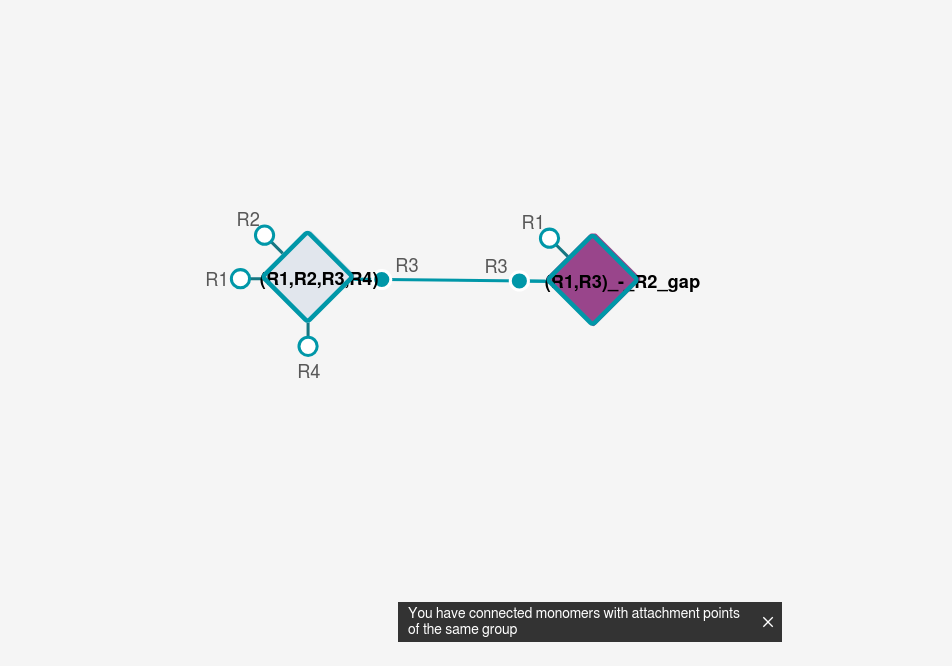 R2
R1
R3
R3
R1
(R1,R2,R3,R4)
(R1,R3)_-_R2_gap
R4
You have connected monomers with attachment points
of the same group